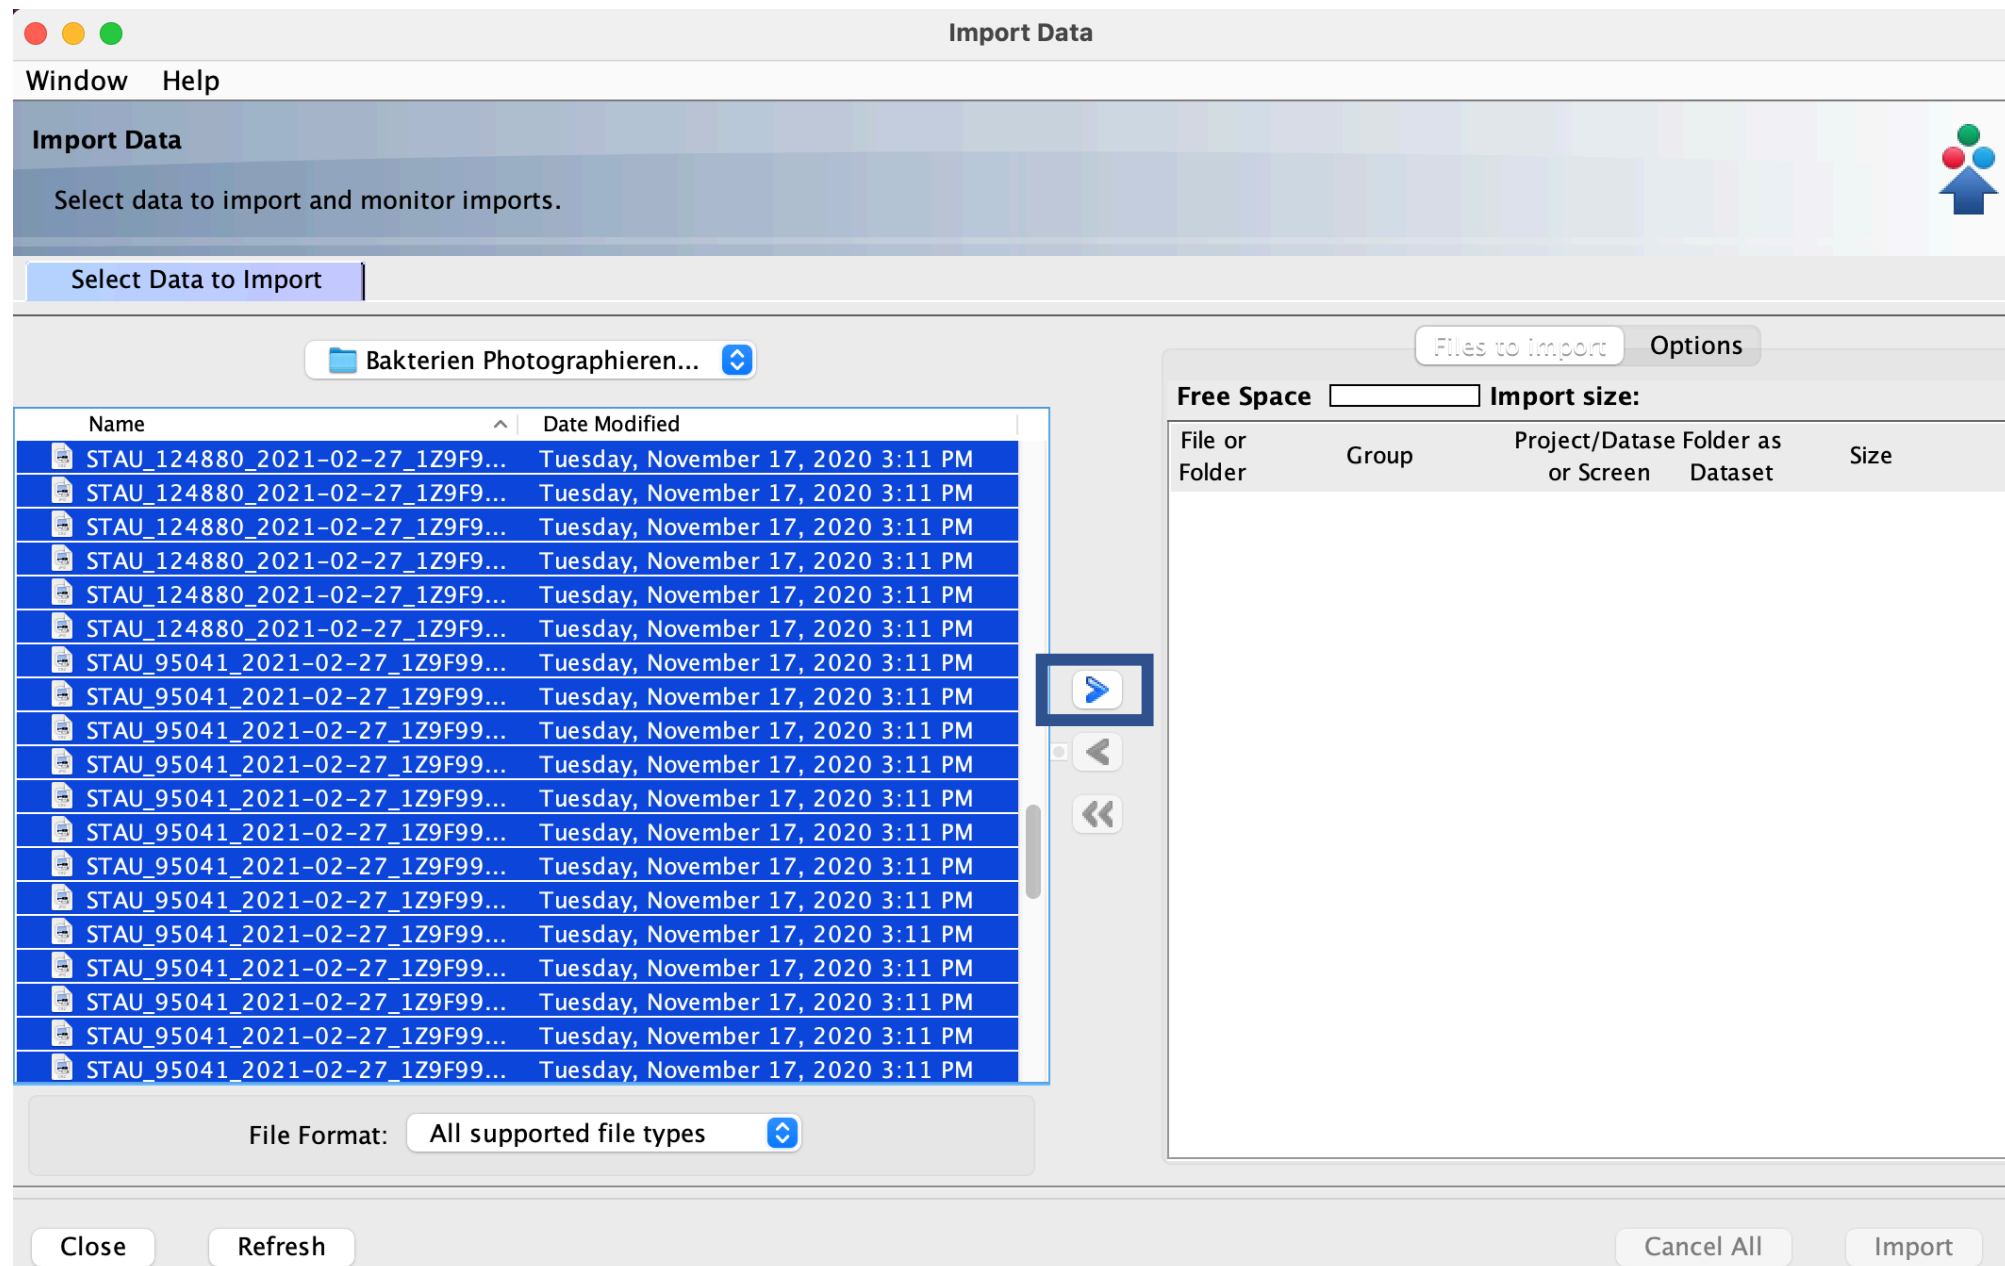 Import Data
Window Help
Import Data
Select data to import and monitor imports.
Select Data to Import
Bakterien Photographieren...
Files to import Options
Free Space Import size:
Name Date Modified
File or Folder Group Project/Datase or Screen Folder as Dataset Size
STAU_124880_2021-02-27_1Z9F9... Tuesday, November 17, 2020 3:11 PM
STAU_124880_2021-02-27_1Z9F9... Tuesday, November 17, 2020 3:11 PM
STAU_124880_2021-02-27_1Z9F9... Tuesday, November 17, 2020 3:11 PM
STAU_124880_2021-02-27_1Z9F9... Tuesday, November 17, 2020 3:11 PM
STAU_124880_2021-02-27_1Z9F9... Tuesday, November 17, 2020 3:11 PM
STAU_124880_2021-02-27_1Z9F9... Tuesday, November 17, 2020 3:11 PM
STAU_95041_2021-02-27_1Z9F99... Tuesday, November 17, 2020 3:11 PM
STAU_95041_2021-02-27_1Z9F99... Tuesday, November 17, 2020 3:11 PM
STAU_95041_2021-02-27_1Z9F99... Tuesday, November 17, 2020 3:11 PM
STAU_95041_2021-02-27_1Z9F99... Tuesday, November 17, 2020 3:11 PM
STAU_95041_2021-02-27_1Z9F99... Tuesday, November 17, 2020 3:11 PM
STAU_95041_2021-02-27_1Z9F99... Tuesday, November 17, 2020 3:11 PM
STAU_95041_2021-02-27_1Z9F99... Tuesday, November 17, 2020 3:11 PM
STAU_95041_2021-02-27_1Z9F99... Tuesday, November 17, 2020 3:11 PM
STAU_95041_2021-02-27_1Z9F99... Tuesday, November 17, 2020 3:11 PM
STAU_95041_2021-02-27_1Z9F99... Tuesday, November 17, 2020 3:11 PM
STAU_95041_2021-02-27_1Z9F99... Tuesday, November 17, 2020 3:11 PM
STAU_95041_2021-02-27_1Z9F99... Tuesday, November 17, 2020 3:11 PM
STAU_95041_2021-02-27_1Z9F99... Tuesday, November 17, 2020 3:11 PM
File Format: All supported file types
Close Refresh Cancel All Import